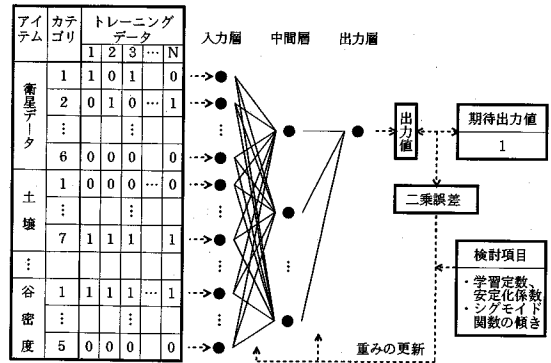 アイテム カテゴリ トレーニングデータ
1 2 3 … N
入力層 中間層 出力層
衛星データ
1 1 0 1 0
2 0 1 0 … 1
⋮ ⋮
6 0 0 0 0
土壌
1 0 0 0 … 0
⋮ ⋮
7 1 1 1 1
⋮
谷密度
1 1 1 1 … 1
⋮ ⋮
5 0 0 0 0
出力値
期待出力値
1
二乗誤差
検討項目
・学習定数、
安定化係数
・シグモイド
関数の傾き
重みの更新